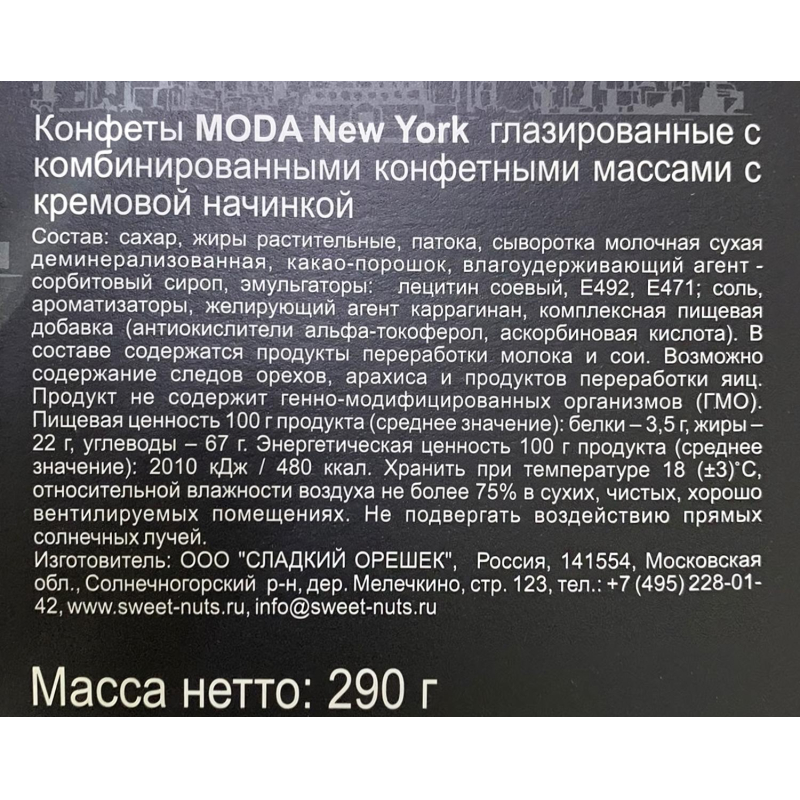 Конфеты MODA New York глазированные с
комбинированными конфетными массами с
кремовой начинкой
Состав: сахар, жиры растительные, патока, сыворотка молочная сухая
деминерализованная, какао-порошок, влагоудерживающий агент -
сорбитовый сироп, эмульгаторы: лецитин соевый, Е492, Е471; соль,
ароматизаторы, желирующий агент каррагинан, комплексная пищевая
добавка (антиокислители альфа-токоферол, аскорбиновая кислота). В
составе содержатся продукты переработки молока и сои. Возможно
содержание следов орехов, арахиса и продуктов переработки яиц.
Продукт не содержит генно-модифицированных организмов (ГМО).
Пищевая ценность 100 г продукта (среднее значение): белки – 3,5 г, жиры –
22 г, углеводы – 67 г. Энергетическая ценность 100 г продукта (среднее
значение): 2010 кДж / 480 ккал. Хранить при температуре 18 (±3)°С,
относительной влажности воздуха не более 75% в сухих, чистых, хорошо
вентилируемых помещениях. Не подвергать воздействию прямых
солнечных лучей.
Изготовитель: ООО "СЛАДКИЙ ОРЕШЕК", Россия, 141554, Московская
обл., Солнечногорский р-н, дер. Мелечкино, стр. 123, тел.: +7 (495) 228-01-
42, www.sweet-nuts.ru, info@sweet-nuts.ru
Масса нетто: 290 г